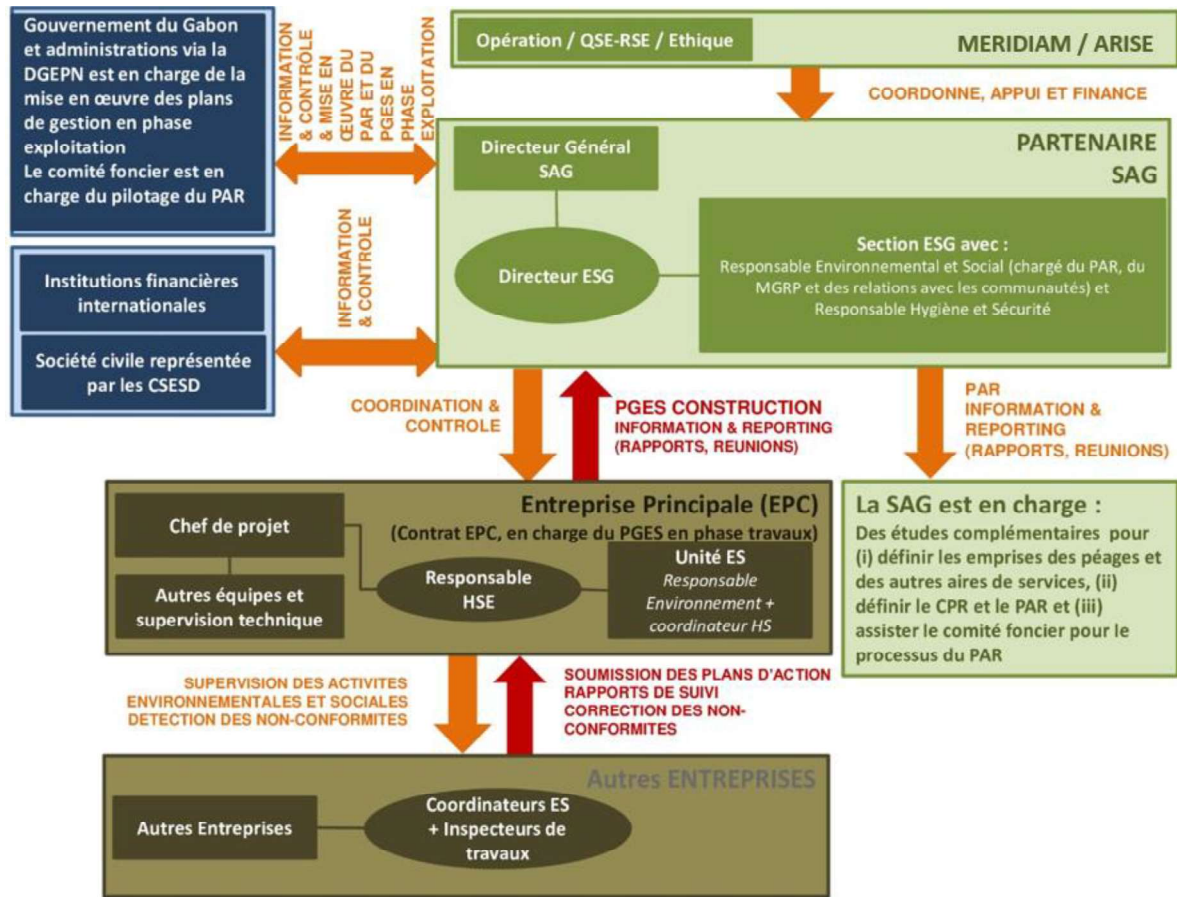 Gouvernement du Gabon
et administrations via la
DGEPN est en charge de la
mise en œuvre des plans
de gestion en phase
exploitation
Le comité foncier est en
charge du pilotage du PAR
INFORMATION
& CONTRÔLE
& MISE EN
ŒUVRE DU
PAR ET DU
PGES EN
PHASE
EXPLOITATION
Opération / QSE-RSE / Ethique
MERIDIAM / ARISE
COORDONNE, APPUI ET FINANCE
PARTENAIRE
SAG
Directeur Général
SAG
Directeur ESG
Section ESG avec :
Responsable Environnemental et Social (chargé du PAR, du
MGRP et des relations avec les communautés) et
Responsable Hygiène et Sécurité
Institutions financières
internationales
Société civile représentée
par les CSESD
INFORMATION
& CONTROLE
COORDINATION &
CONTROLE
PGES CONSTRUCTION
INFORMATION & REPORTING
(RAPPORTS, REUNIONS)
PAR
INFORMATION &
REPORTING
(RAPPORTS, REUNIONS)
Entreprise Principale (EPC)
(Contrat EPC, en charge du PGES en phase travaux)
Chef de projet
Autres équipes et
supervision technique
Responsable
HSE
Unité ES
Responsable
Environnement +
coordinateur HS
La SAG est en charge :
Des études complémentaires pour
(i) définir les emprises des péages et
des autres aires de services, (ii)
définir le CPR et le PAR et (iii)
assister le comité foncier pour le
processus du PAR
SUPERVISION DES ACTIVITES
ENVIRONNEMENTALES ET SOCIALES
DETECTION DES NON-CONFORMITES
SOUMISSION DES PLANS D'ACTION
RAPPORTS DE SUIVI
CORRECTION DES NON-
CONFORMITES
Autres ENTREPRISES
Autres Entreprises
Coordinateurs ES
+ Inspecteurs de
travaux